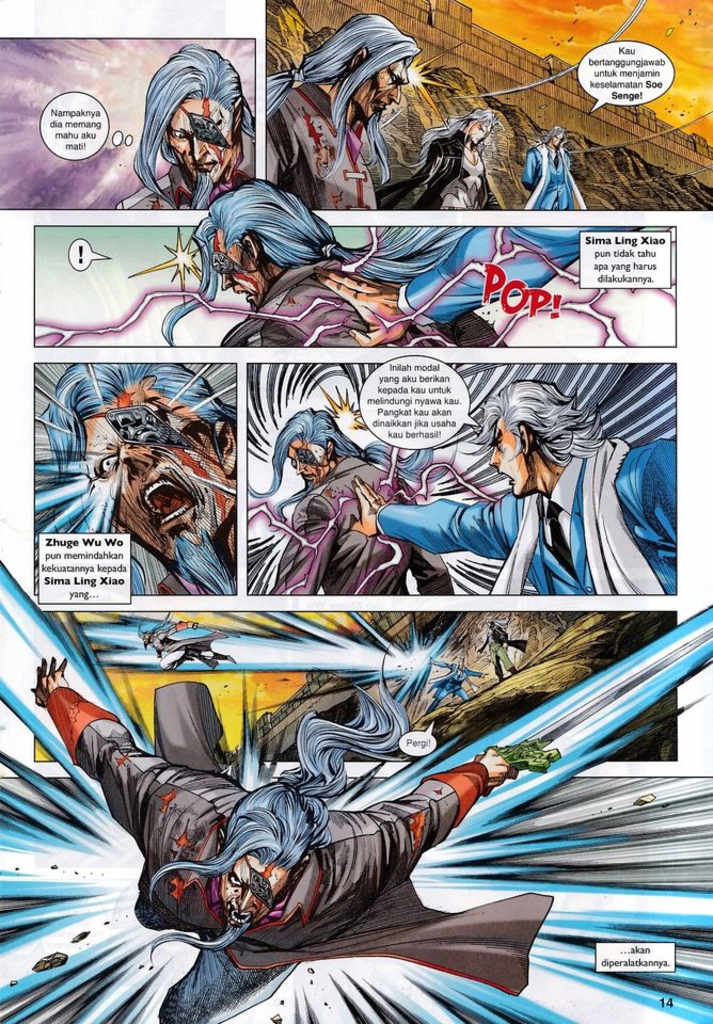 Nampaknya
dia memang
mahu aku
mati!
Kau
bertanggungjawab
untuk menjamin
keselamatan Soe
Senge!
!
Sima Ling Xiao
pun tidak tahu
apa yang harus
dilakukannya.
POP!
Inilah modal
yang aku berikan
kepada kau untuk
melindungi nyawa kau.
Pangkat kau akan
dinaikkan jika usaha
kau berhasil!
Zhuge Wu Wo
pun memindahkan
kekuatannya kepada
Sima Ling Xiao
yang...
Pergi!
...akan
diperalatkannya.
14